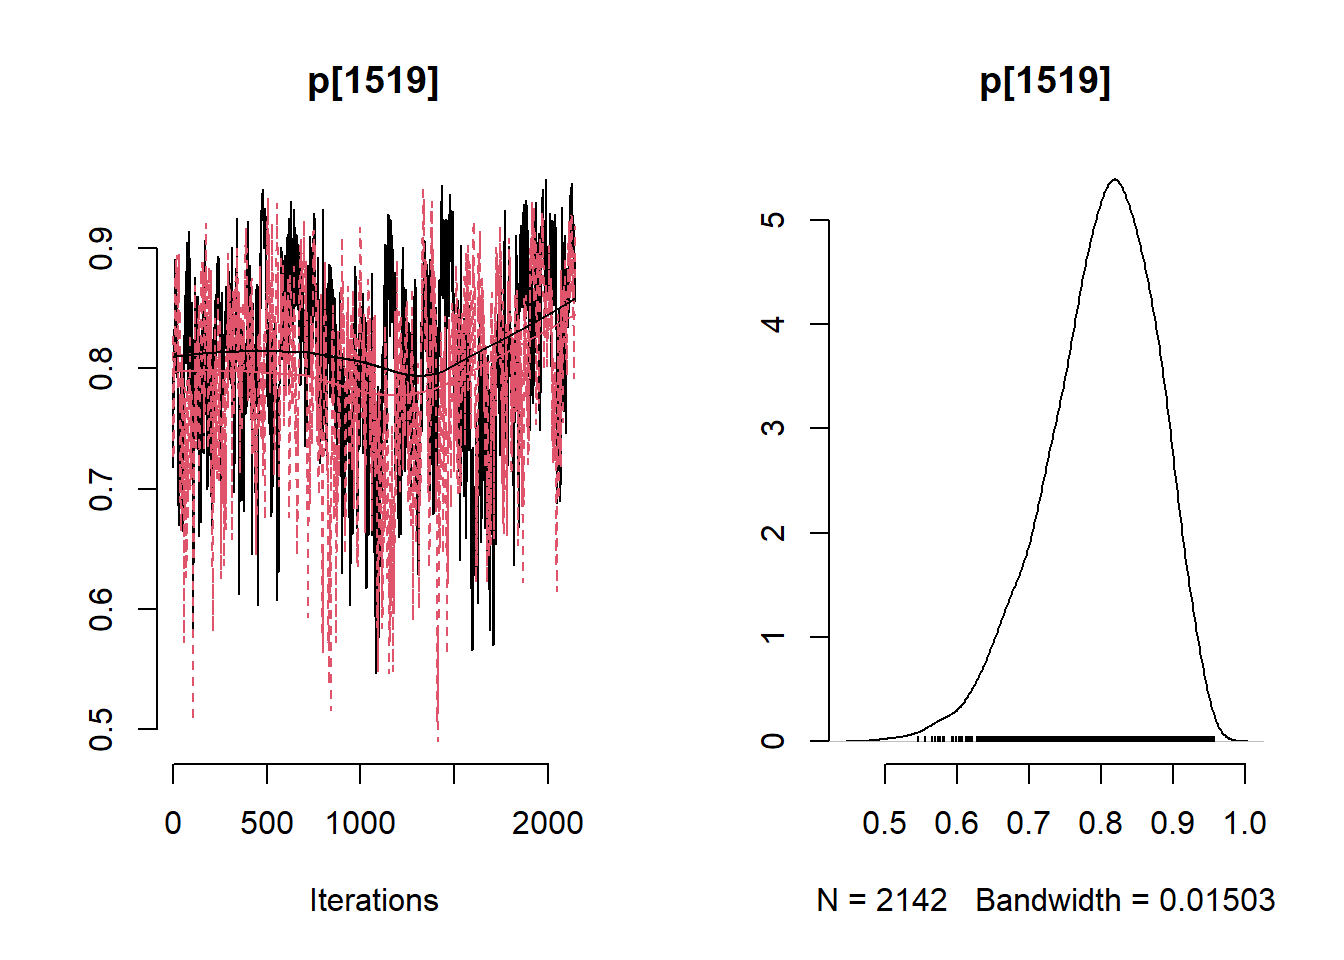 p[1519]
0.5 0.6 0.7 0.8 0.9
0 500 1000 2000
Iterations
p[1519]
0 1 2 3 4 5
0.5 0.6 0.7 0.8 0.9 1.0
N = 2142 Bandwidth = 0.01503